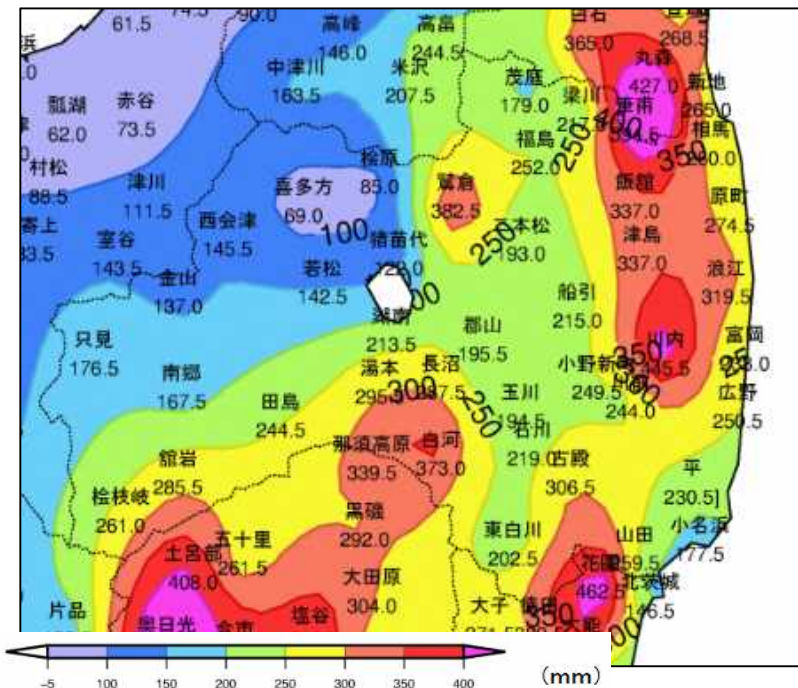 61.5
高峰
146.0
高畠
244.5
白石
365.0
268.5
中津川
163.5
米沢
207.5
茂庭
179.0
丸森
427.0
梁川
新地
265.0
瓢湖
62.0
赤谷
73.5
福島
252.0
250
400
相馬
350
村松
88.5
津川
111.5
檜原
85.0
喜多方
69.0
100
鷲倉
382.5
飯舘
337.0
原町
274.5
西会津
145.5
室谷
143.5
猪苗代
二本松
193.0
250
津島
337.0
金山
137.0
若松
142.5
船引
215.0
浪江
319.5
湖南
213.5
郡山
195.5
川内
350
富岡
只見
176.5
南郷
167.5
湯本
300
長沼
小野新町
249.5
244.0
広野
250.5
田島
244.5
玉川
194.5
250
石川
219.0
那須高原
339.5
白河
373.0
古殿
306.5
平
230.5]
舘岩
285.5
檜枝岐
261.0
黒磯
292.0
東白川
202.5
山田
259.5
小名浜
177.5
土呂部
408.0
五十里
261.5
大田原
304.0
462.5
北茨城
146.5
片品
奥日光
今市
塩谷
大子
350
-5 100 150 200 250 300 350 400
(mm)